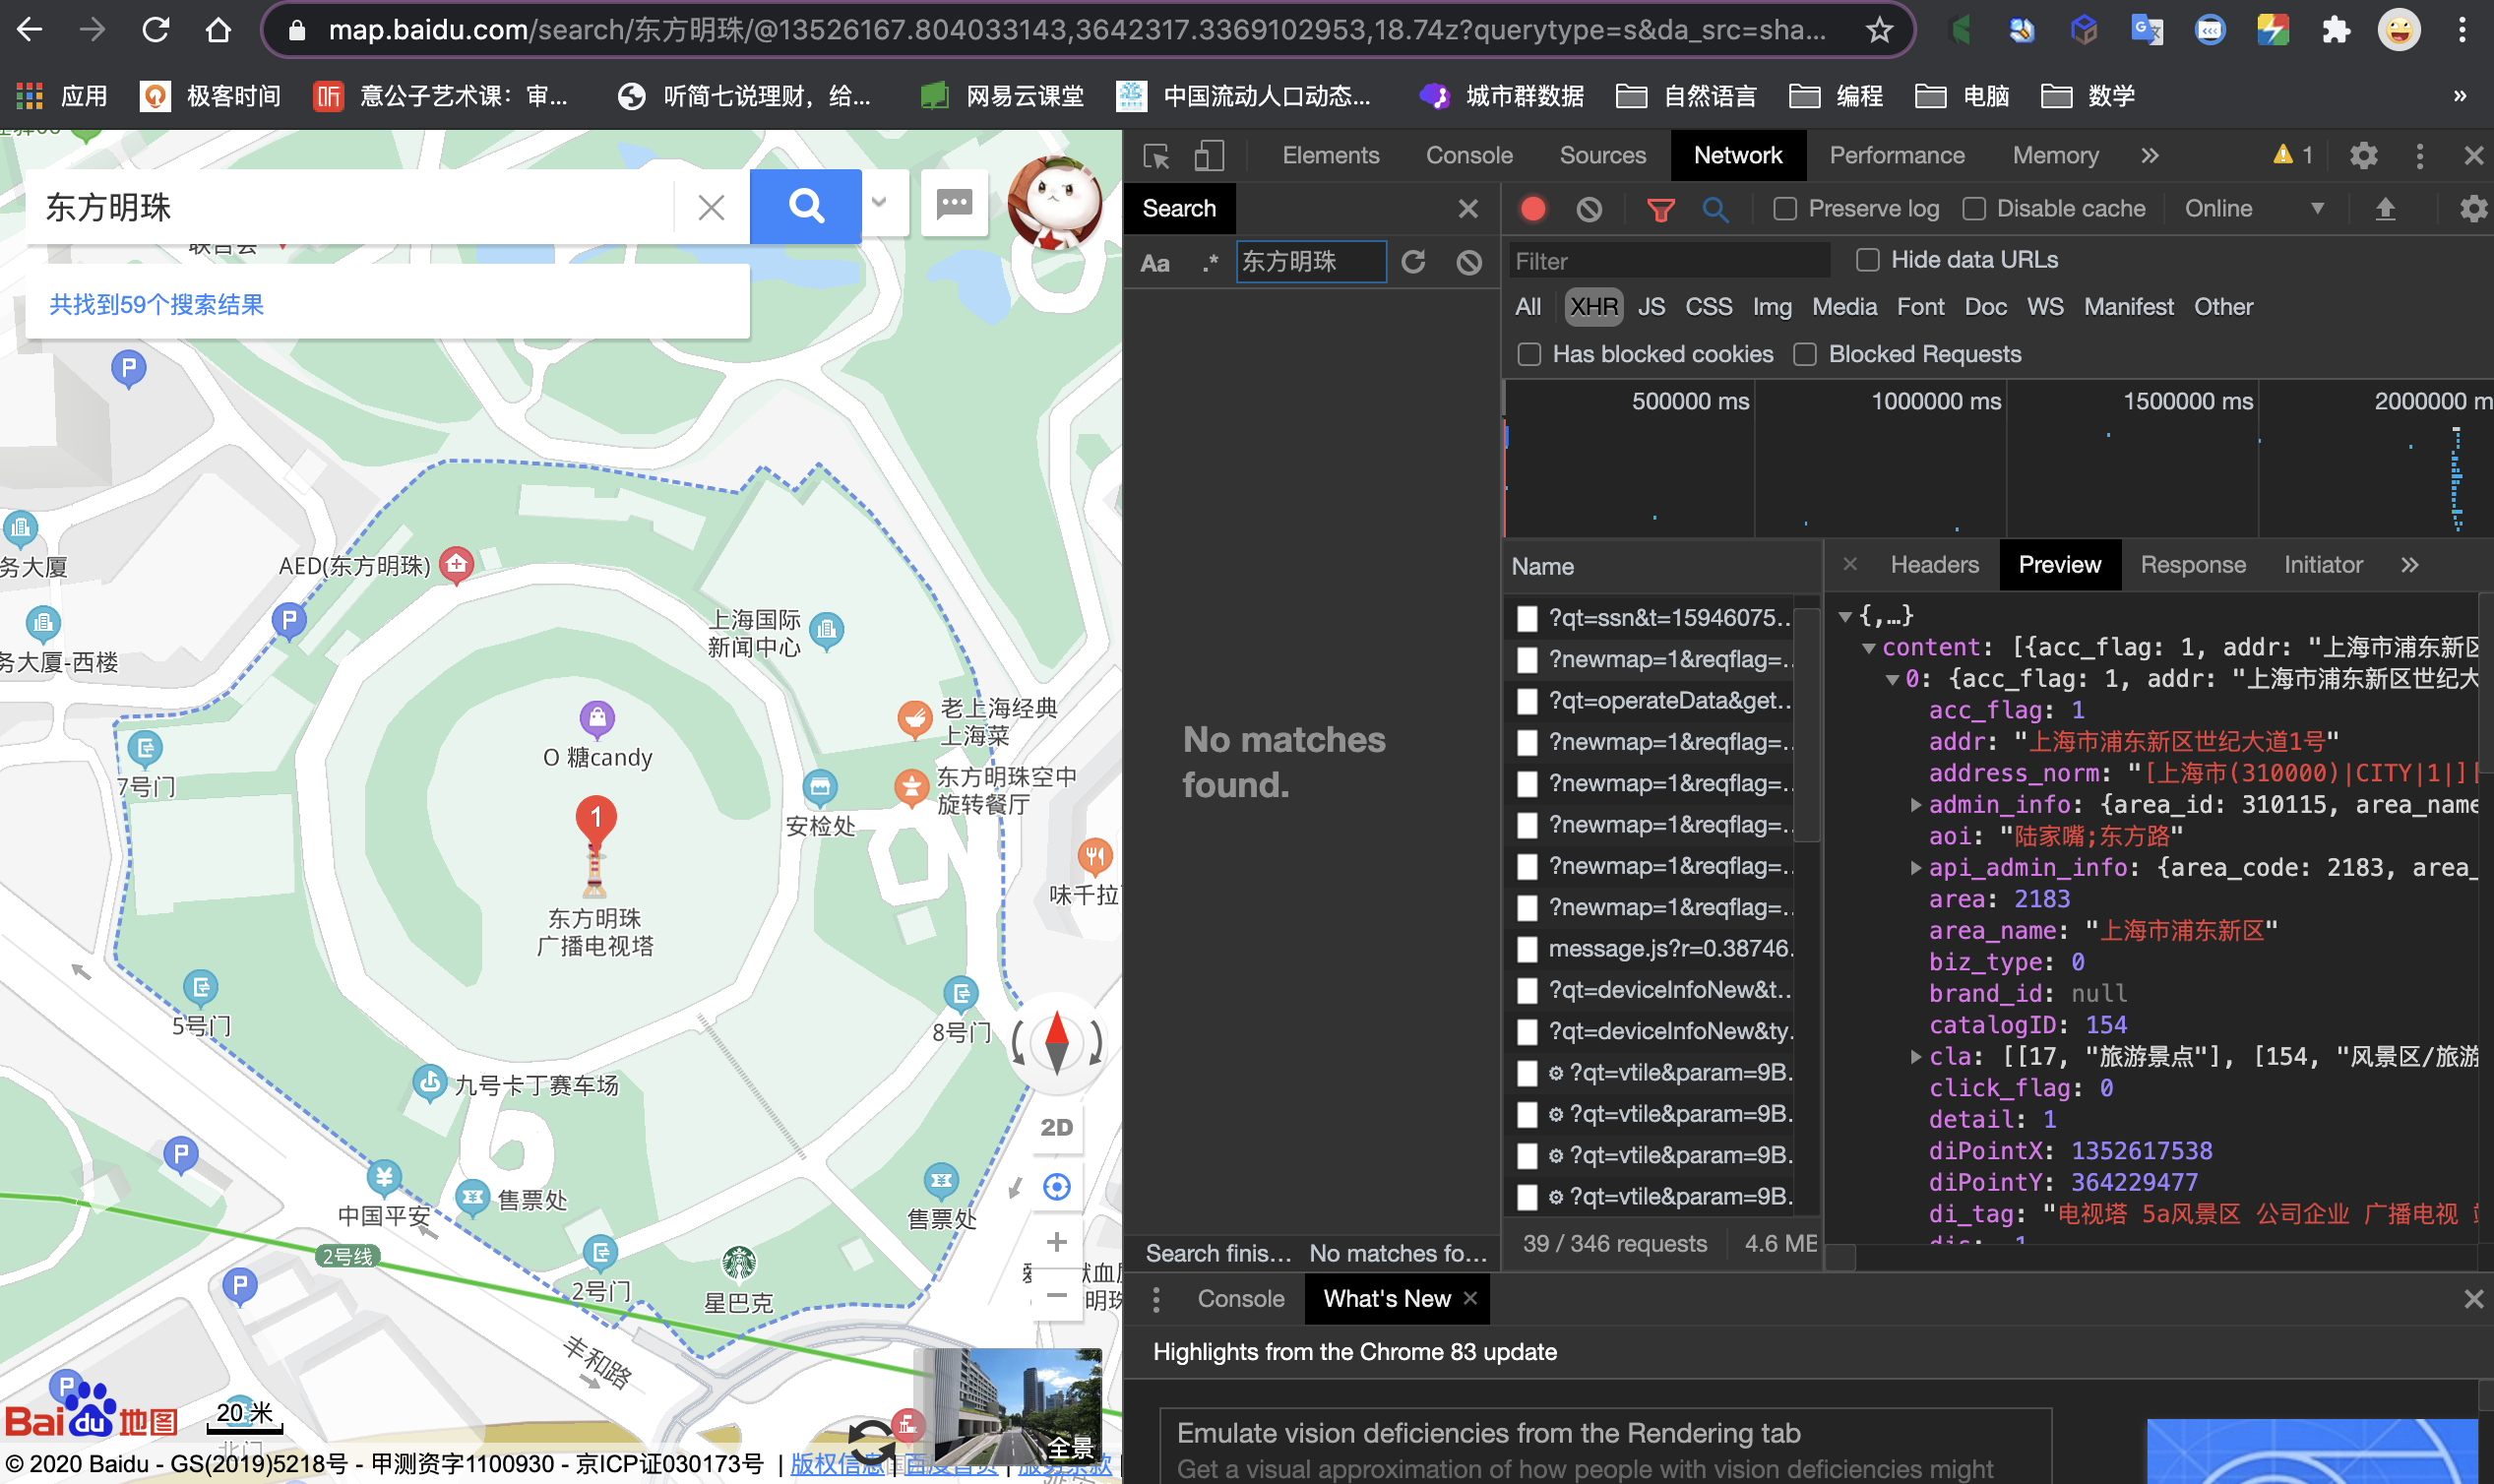 map.baidu.com/search/东方明珠/@13526167.804033143,3642317.3369102953,18.74z?querytype=s&da_src=sha...
应用
极客时间
听
意公子艺术课：审...
听简七说理财，给...
网易云课堂
中国流动人口动态...
城市群数据
自然语言
编程
电脑
数学
»
东方明珠
联合会
共找到59个搜索结果
P
务大厦
AED(东方明珠)
P
务大厦-西楼
上海国际
新闻中心
老上海经典
上海菜
O 糖candy
7号门
东方明珠空中
旋转餐厅
安检处
1
味千拉
东方明珠
广播电视塔
5号门
8号门
九号卡丁赛车场
2D
P
中国平安
售票处
售票处
2号线
P
2号门
星巴克
丰和路
P
Bai du 地图
20 米
北门
全景
© 2020 Baidu - GS(2019)5218号 - 甲测资字1100930 - 京ICP证030173号 | 版权信息 | 百度首页 | 服务条款
Elements
Console
Sources
Network
Performance
Memory
»
1
Search
Preserve log
Disable cache
Online
Aa
.*
东方明珠
Filter
Hide data URLs
All
XHR
JS
CSS
Img
Media
Font
Doc
WS
Manifest
Other
Has blocked cookies
Blocked Requests
500000 ms
1000000 ms
1500000 ms
2000000 m
No matches
found.
Search finis...
No matches fo...
Name
?qt=ssn&t=15946075..
?newmap=1&reqflag=..
?qt=operateData&get..
?newmap=1&reqflag=..
?newmap=1&reqflag=..
?newmap=1&reqflag=..
?newmap=1&reqflag=..
?newmap=1&reqflag=..
message.js?r=0.38746.
?qt=deviceInfoNew&t..
?qt=deviceInfoNew&ty.
?qt=vtile&param=9B.
?qt=vtile&param=9B.
?qt=vtile&param=9B.
?qt=vtile&param=9B.
39 / 346 requests
4.6 MB
Headers
Preview
Response
Initiator
»
{,…}
content: [{acc_flag: 1, addr: "上海市浦东新区
0: {acc_flag: 1, addr: "上海市浦东新区世纪大
acc_flag: 1
addr: "上海市浦东新区世纪大道1号"
address_norm: "[上海市(310000)|CITY|1|][
admin_info: {area_id: 310115, area_name
aoi: "陆家嘴;东方路"
api_admin_info: {area_code: 2183, area_
area: 2183
area_name: "上海市浦东新区"
biz_type: 0
brand_id: null
catalogID: 154
cla: [[17, "旅游景点"], [154, "风景区/旅游
click_flag: 0
detail: 1
diPointX: 1352617538
diPointY: 364229477
di_tag: "电视塔 5a风景区 公司企业 广播电视
Console
What's New
Highlights from the Chrome 83 update
Emulate vision deficiencies from the Rendering tab
Get a visual approximation of how people with vision deficiencies might